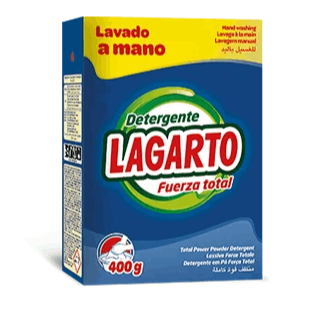 Lavado
a mano
Hand washing
Lavage à la main
Lavagem manual
للغسيل باليد
Detergente
LAGARTO
Fuerza total
400 g
Total Power Powder Detergent
Lessive Force Totale
Detergente em Pó Força Total
منظف قوة كاملة